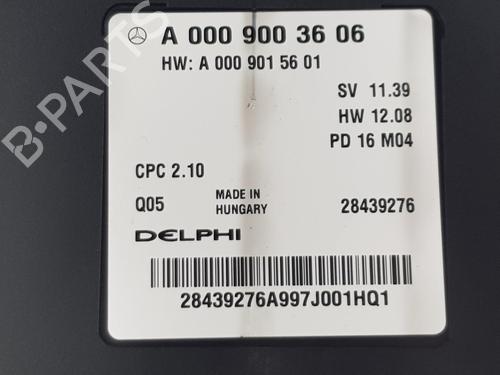 A 000 900 36 06
HW: A 000 901 56 01
SV 11.39
HW 12.08
PD 16 M04
CPC 2.10
Q05
MADE IN
HUNGARY
28439276
DELPHI
28439276A997J001HQ1
B-PARTS